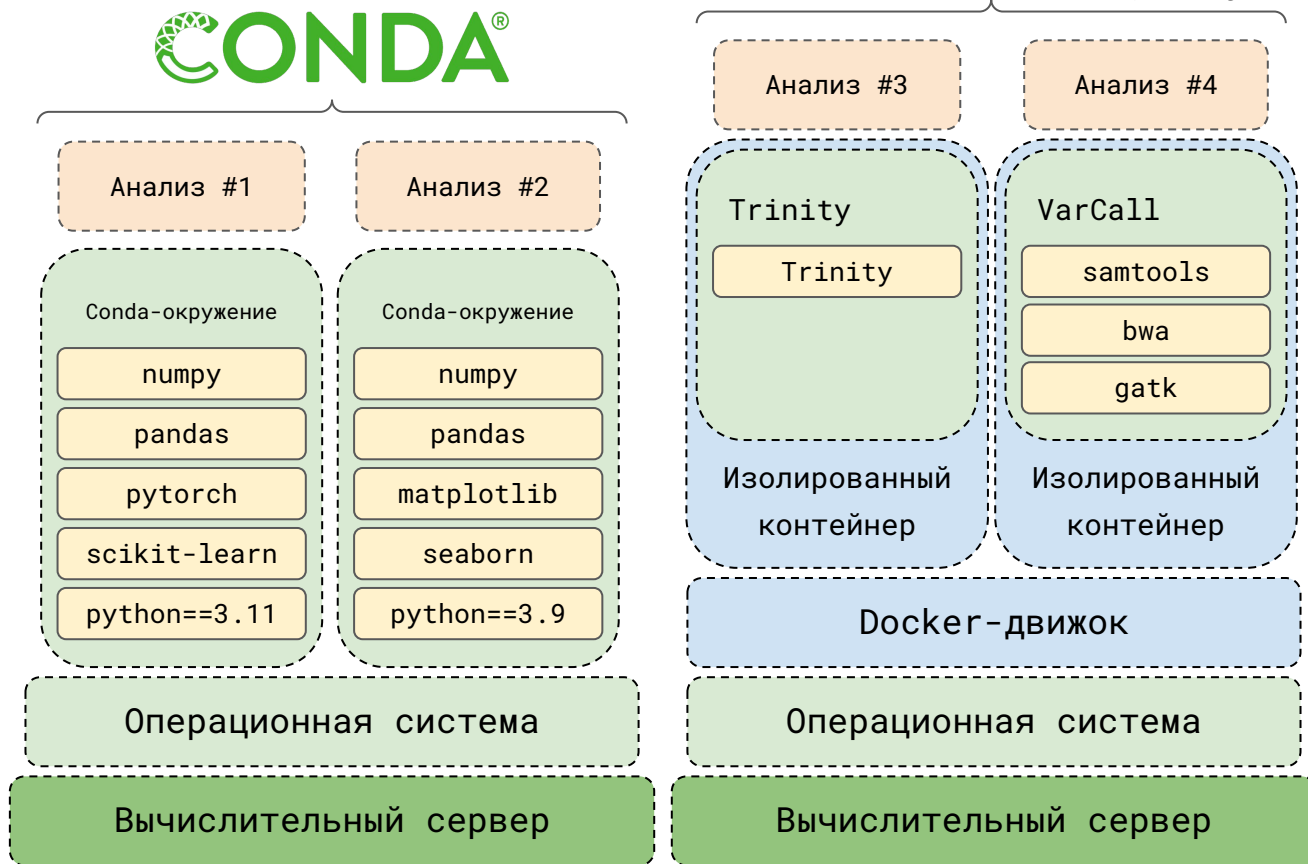 CONDA®
Анализ #1
Анализ #2
Conda-окружение
numpy
pandas
pytorch
scikit-learn
python==3.11
Conda-окружение
numpy
pandas
matplotlib
seaborn
python==3.9
Операционная система
Вычислительный сервер
Анализ #3
Анализ #4
Trinity
Trinity
Изолированный
контейнер
VarCall
samtools
bwa
gatk
Изолированный
контейнер
Docker-движок
Операционная система
Вычислительный сервер